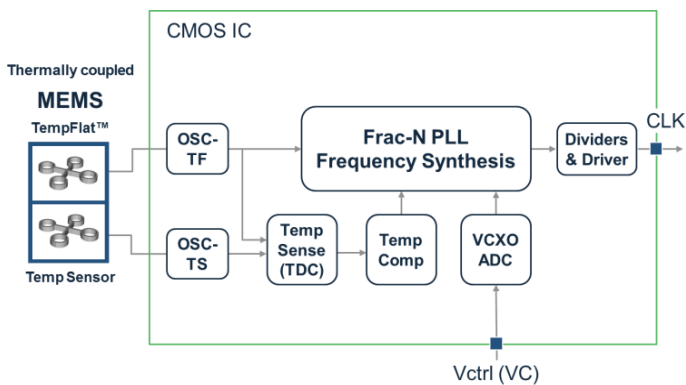 CMOS IC
Thermally coupled
MEMS
TempFlat™
OSC-
TF
Frac-N PLL
Frequency Synthesis
Dividers
& Driver
CLK
OSC-
TS
Temp
Sense
(TDC)
Temp
Comp
VCXO
ADC
Temp Sensor
Vctrl (VC)